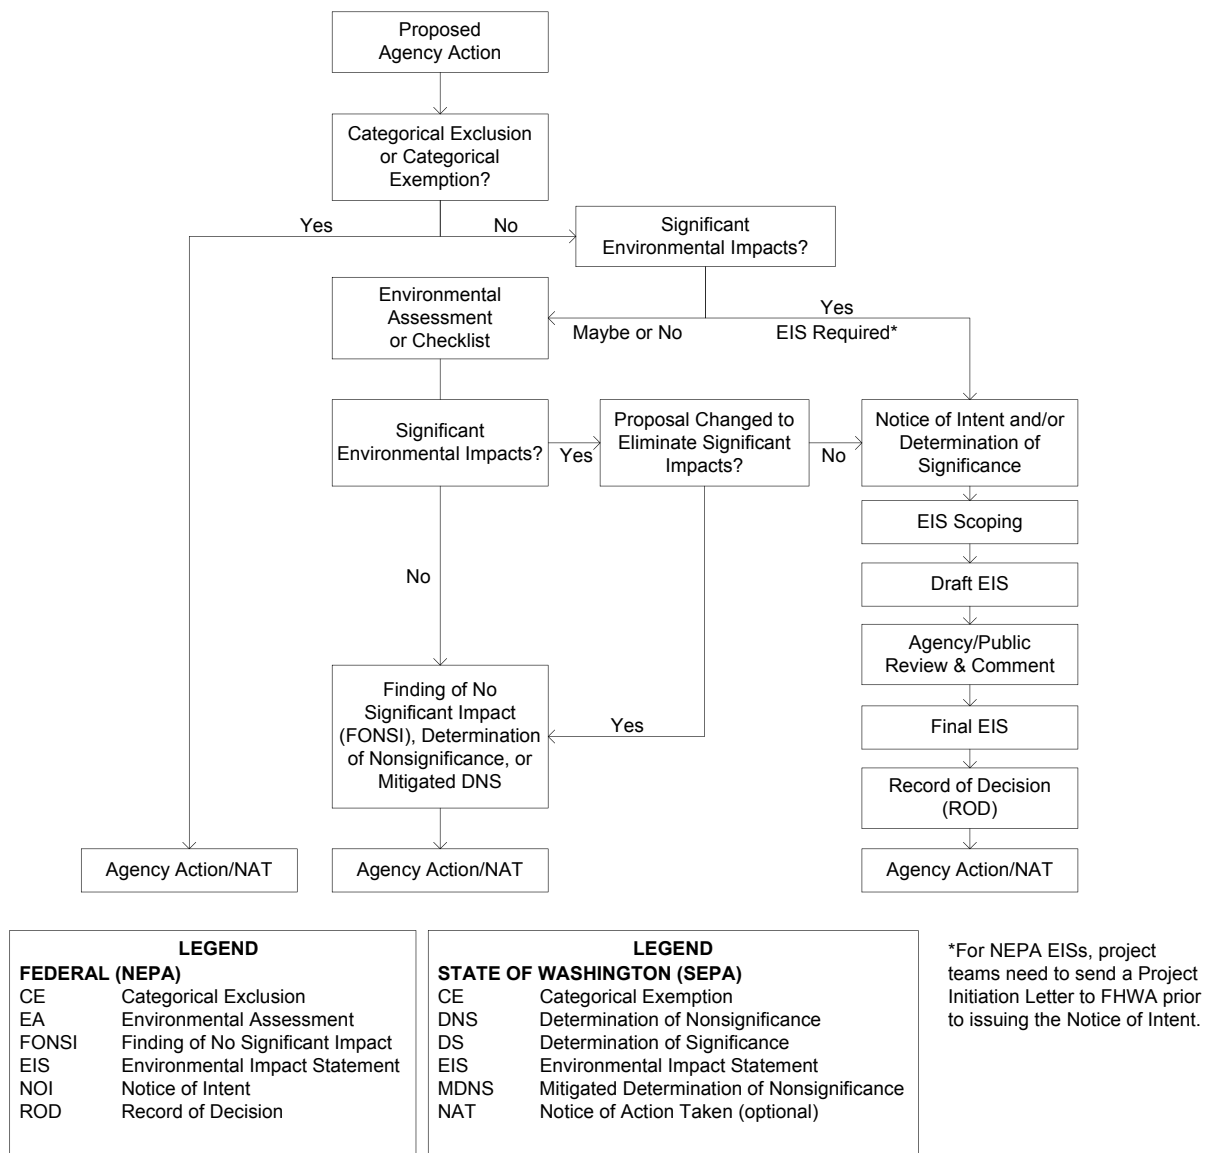 Proposed
Agency Action
Categorical Exclusion
or Categorical
Exemption?
Yes
No
Significant
Environmental Impacts?
Environmental
Assessment
or Checklist
Maybe or No
Yes
EIS Required*
Significant
Environmental Impacts?
Yes
Proposal Changed to
Eliminate Significant
Impacts?
No
Notice of Intent and/or
Determination of
Significance
EIS Scoping
Draft EIS
Agency/Public
Review & Comment
Final EIS
Record of Decision
(ROD)
No
Finding of No
Significant Impact
(FONSI), Determination
of Nonsignificance, or
Mitigated DNS
Yes
Agency Action/NAT
Agency Action/NAT
Agency Action/NAT
LEGEND
FEDERAL (NEPA)
CE Categorical Exclusion
EA Environmental Assessment
FONSI Finding of No Significant Impact
EIS Environmental Impact Statement
NOI Notice of Intent
ROD Record of Decision
LEGEND
STATE OF WASHINGTON (SEPA)
CE Categorical Exemption
DNS Determination of Nonsignificance
DS Determination of Significance
EIS Environmental Impact Statement
MDNS Mitigated Determination of Nonsignificance
NAT Notice of Action Taken (optional)
*For NEPA EISs, project
teams need to send a Project
Initiation Letter to FHWA prior
to issuing the Notice of Intent.